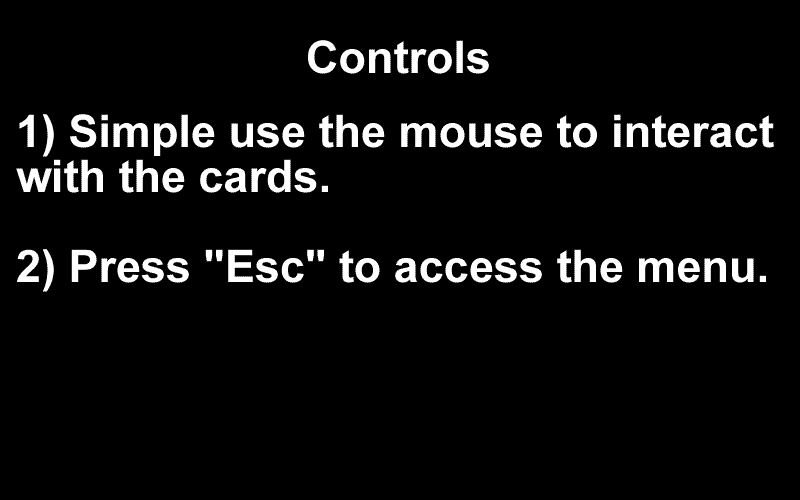 Controls
1) Simple use the mouse to interact
with the cards.
2) Press "Esc" to access the menu.